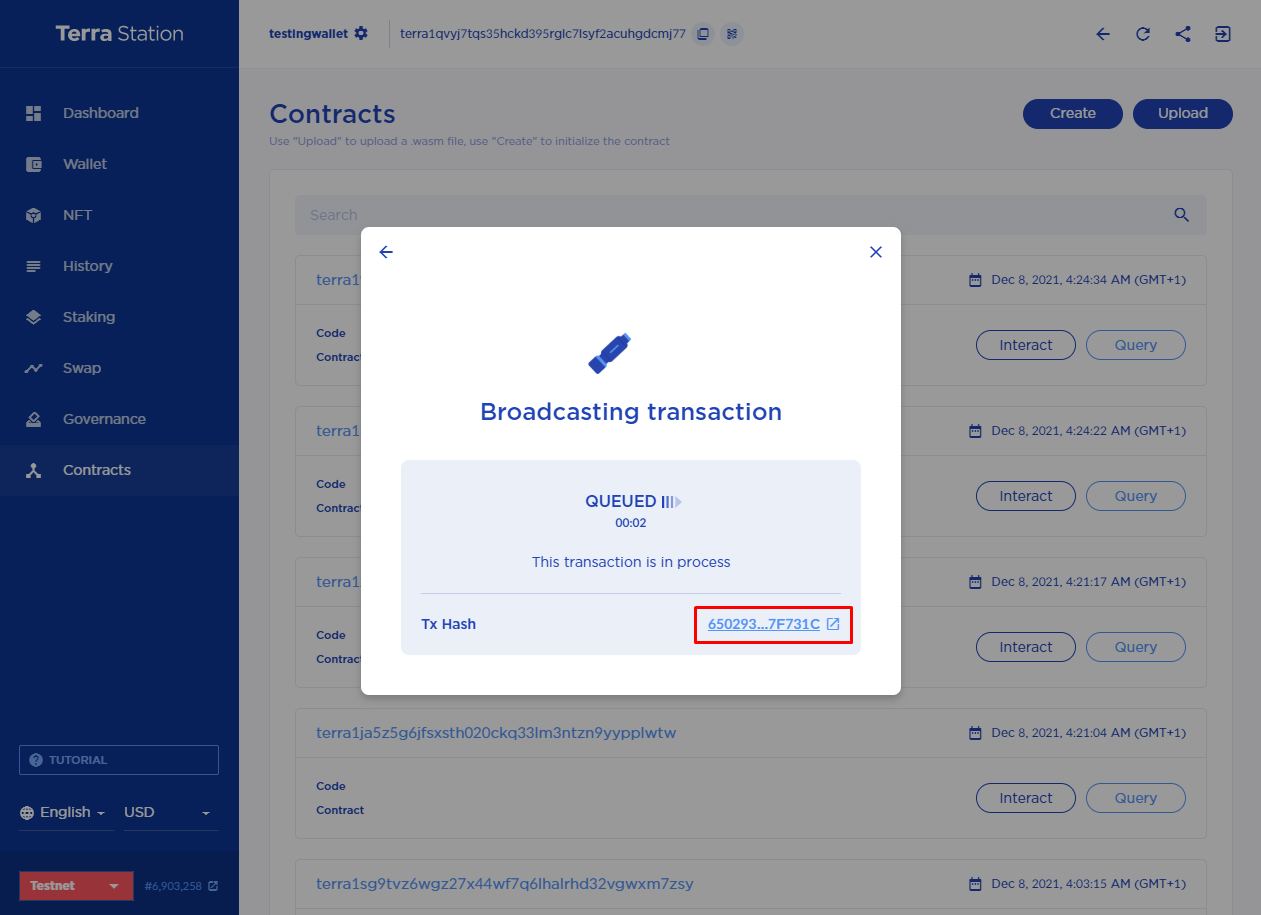 Terra Station
testingwallet
terra1qvyj7tqs35hckd395rglc7lsyf2acuhgdcmj77
Dashboard
Wallet
NFT
History
Staking
Swap
Governance
Contracts
TUTORIAL
English
USD
Testnet
#6,903,258
Contracts
Use "Upload" to upload a .wasm file, use "Create" to initialize the contract
Create
Upload
Search
terra1
Dec 8, 2021, 4:24:34 AM (GMT+1)
Code
Contract
Interact
Query
terra1
Dec 8, 2021, 4:24:22 AM (GMT+1)
Code
Contract
Interact
Query
terra1
Dec 8, 2021, 4:21:17 AM (GMT+1)
Code
Contract
Interact
Query
terra1ja5z5g6jfsxsth020ckq33lm3ntzn9yypplwtw
Dec 8, 2021, 4:21:04 AM (GMT+1)
Code
Contract
Interact
Query
terra1sg9tvz6wgz27x44wf7q6lhalrhd32vgwxm7zsy
Dec 8, 2021, 4:03:15 AM (GMT+1)
Broadcasting transaction
QUEUED
00:02
This transaction is in process
Tx Hash
650293...7F731C